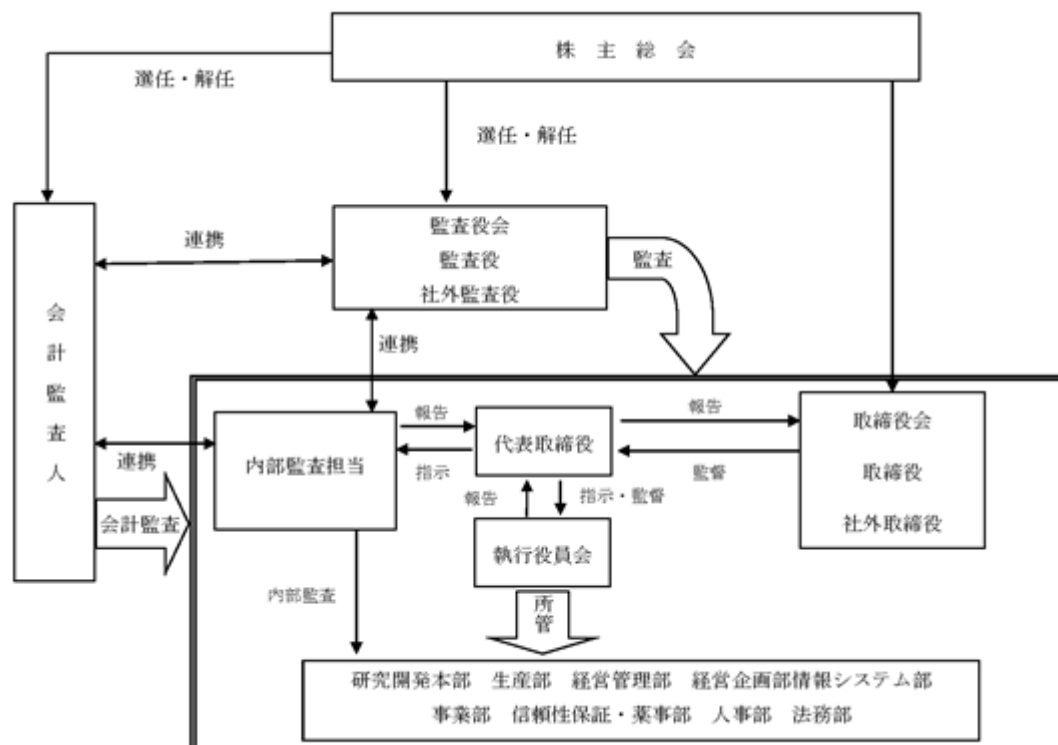 株主総会
選任・解任
選任・解任
連携
監査役会
監査役
社外監査役
監査
会計監査人
連携
連携
会計監査
内部監査担当
報告
指示
代表取締役
報告
監督
取締役会
取締役
社外取締役
報告
指示・監督
執行役員会
内部監査
所管
研究開発本部 生産部 経営管理部 経営企画部情報システム部
事業部 信頼性保証・薬事部 人事部 法務部